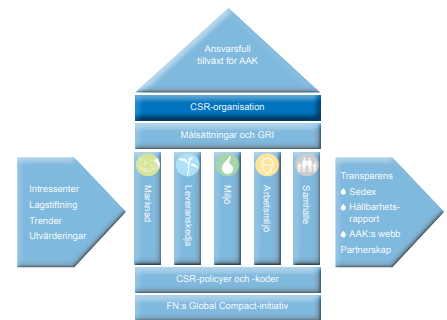 Ansvarsfull
tillväxt för AAK
CSR-organisation
Målsättningar och GRI
Intressenter
Lagstiftning
Trender
Utvärderingar
Marknad
Leveranskedja
Miljö
Arbetsmiljö
Samhälle
Transparens
Sedex
Hållbarhets-
rapport
AAK:s webb
Partnerskap
CSR-policyer och -koder
FN:s Global Compact-initiativ